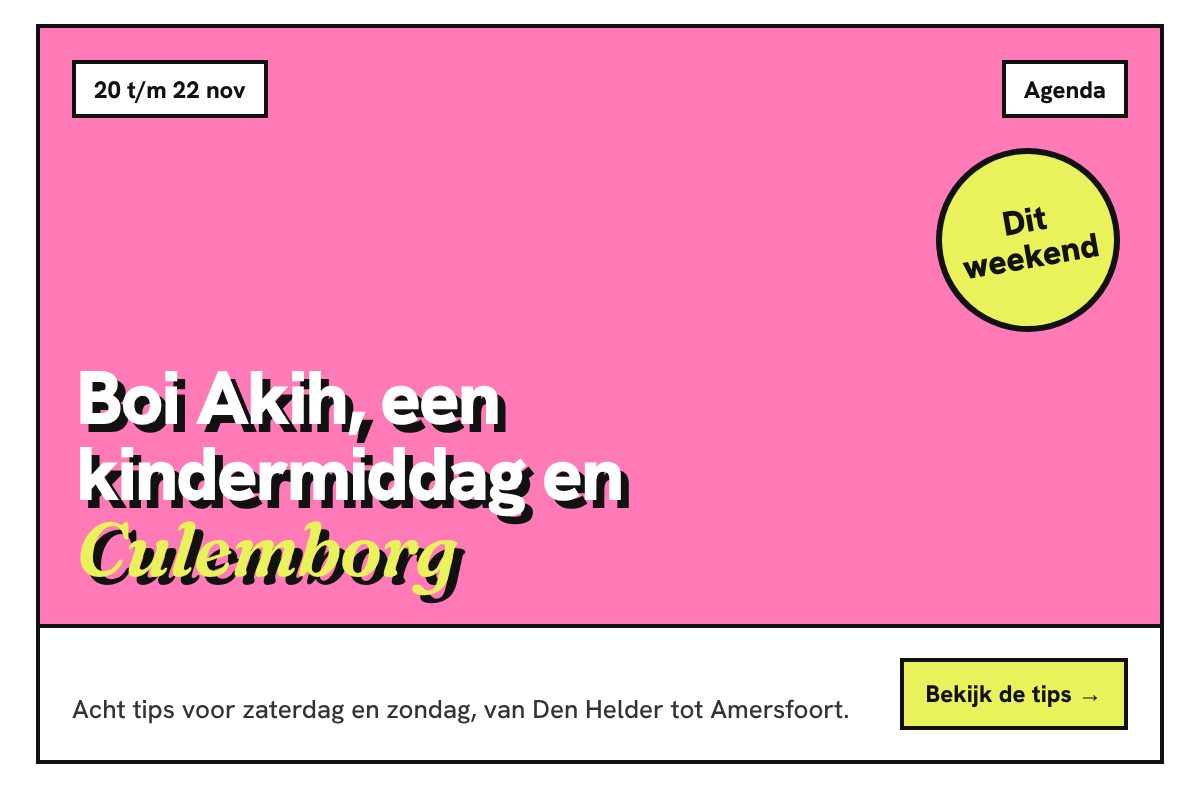 20 t/m 22 nov
Agenda
Dit
weekend
Boi Akih, een
kindermiddag en
Culemborg
Acht tips voor zaterdag en zondag, van Den Helder tot Amersfoort.
Bekijk de tips →